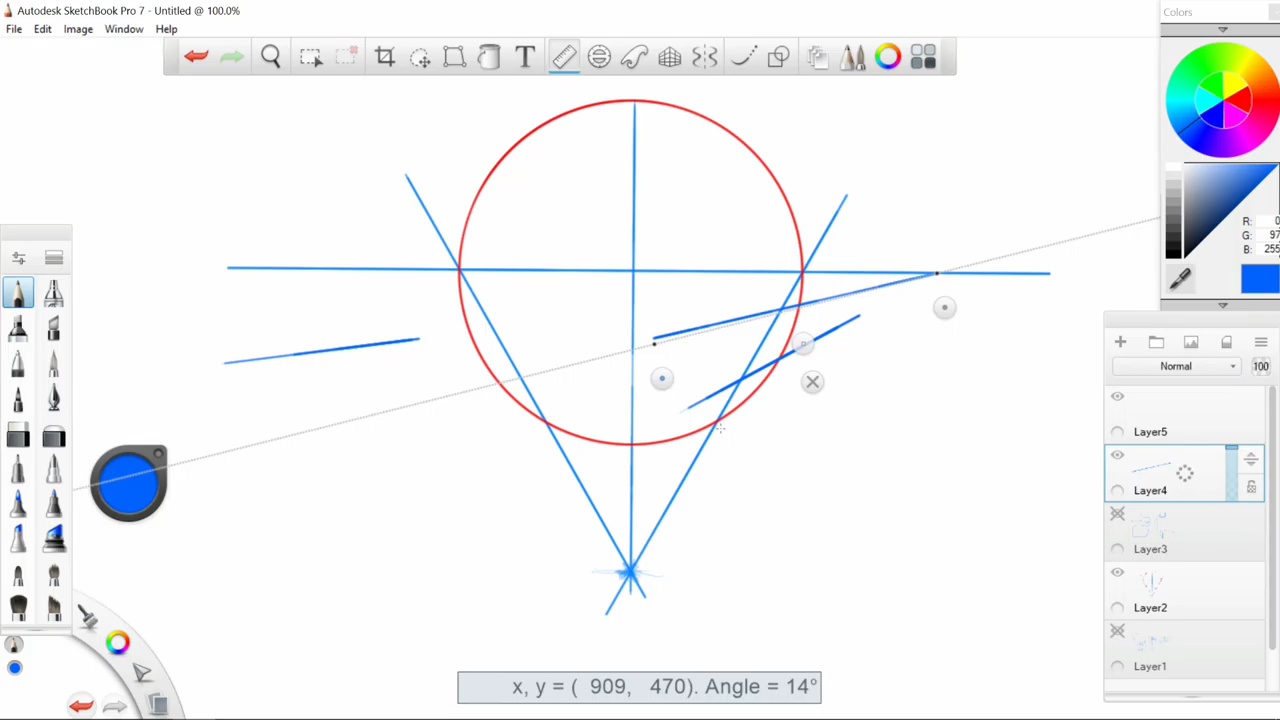 Autodesk SketchBook Pro 7 - Untitled @ 100.0%
File Edit Image Window Help
T
Colors
R: 0
G: 97
B: 255
Normal 100
Layer5
Layer4
Layer3
Layer2
Layer1
x, y = ( 909, 470). Angle = 14°